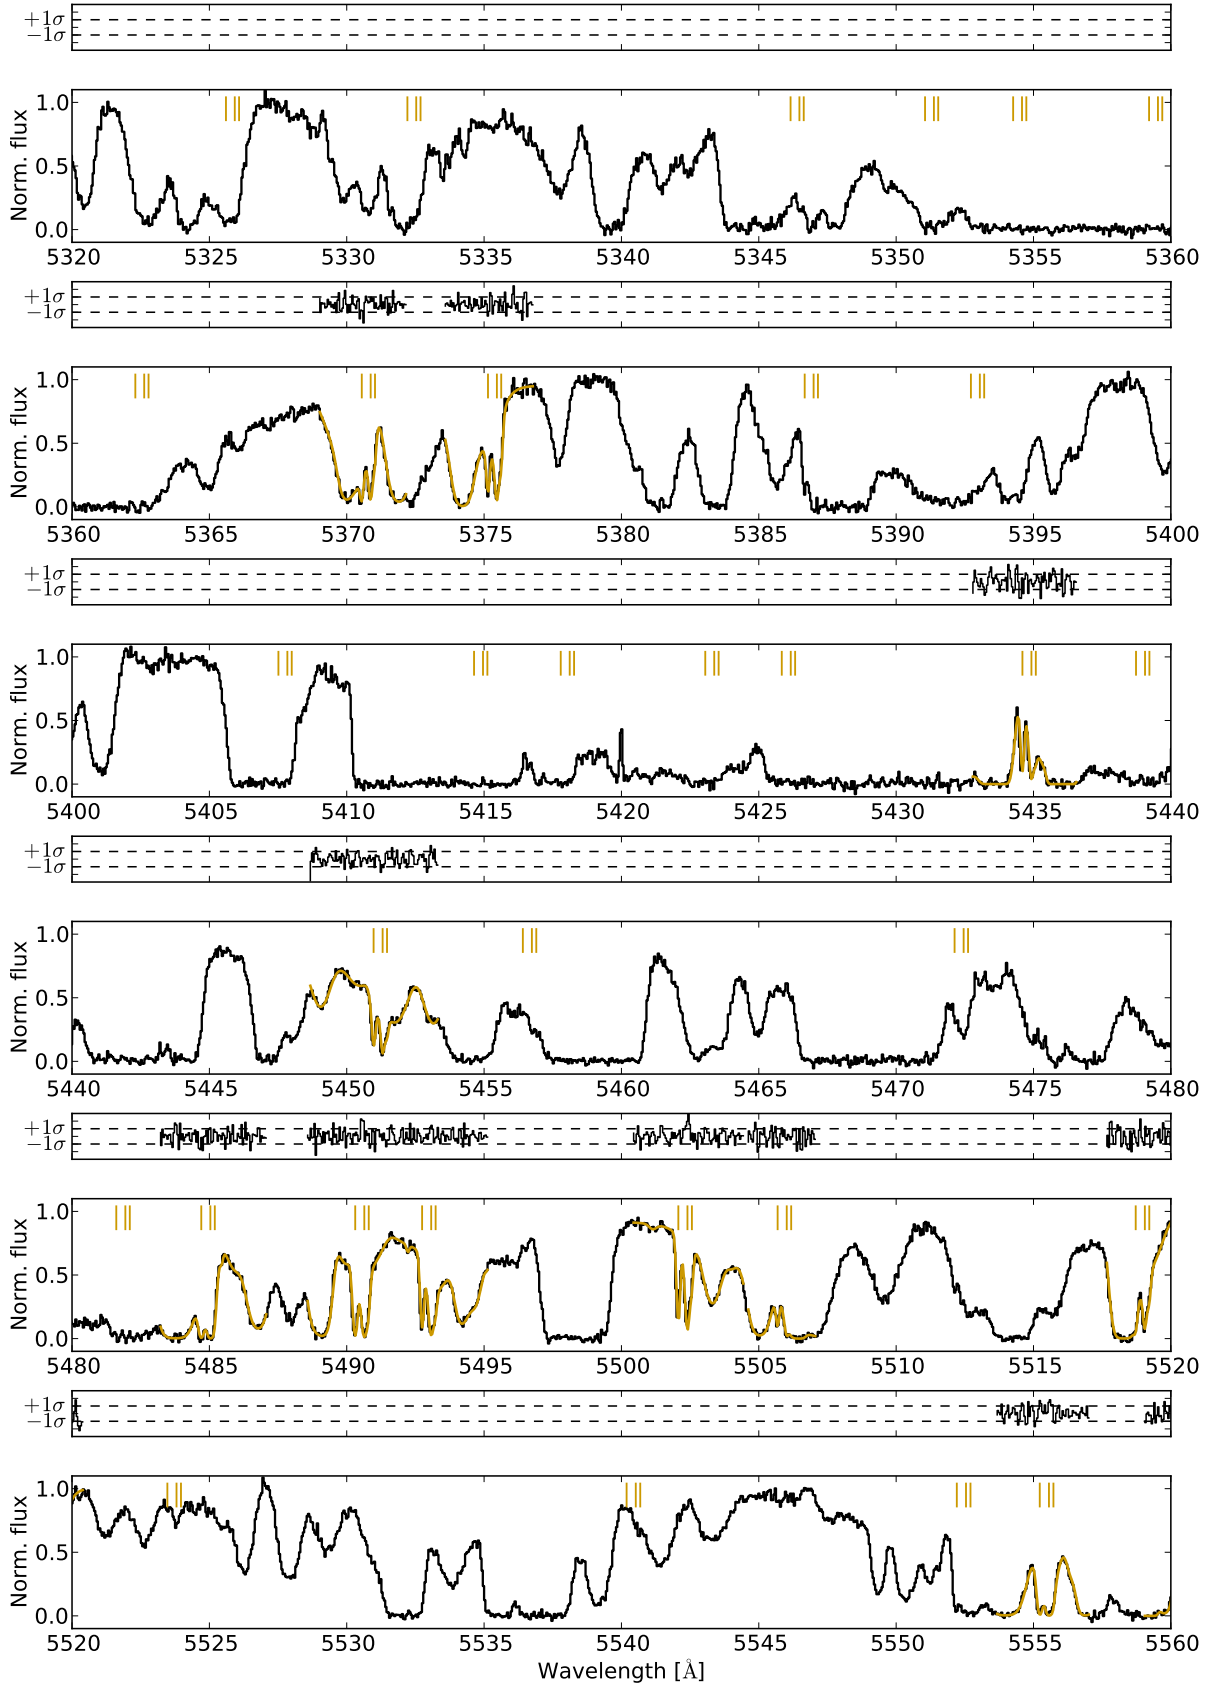 +1σ
−1σ
Norm. flux
1.0
0.5
0.0
5320 5325 5330 5335 5340 5345 5350 5355 5360
+1σ
−1σ
Norm. flux
1.0
0.5
0.0
5360 5365 5370 5375 5380 5385 5390 5395 5400
+1σ
−1σ
Norm. flux
1.0
0.5
0.0
5400 5405 5410 5415 5420 5425 5430 5435 5440
+1σ
−1σ
Norm. flux
1.0
0.5
0.0
5440 5445 5450 5455 5460 5465 5470 5475 5480
+1σ
−1σ
Norm. flux
1.0
0.5
0.0
5480 5485 5490 5495 5500 5505 5510 5515 5520
+1σ
−1σ
Norm. flux
1.0
0.5
0.0
5520 5525 5530 5535 5540 5545 5550 5555 5560
Wavelength [Å]